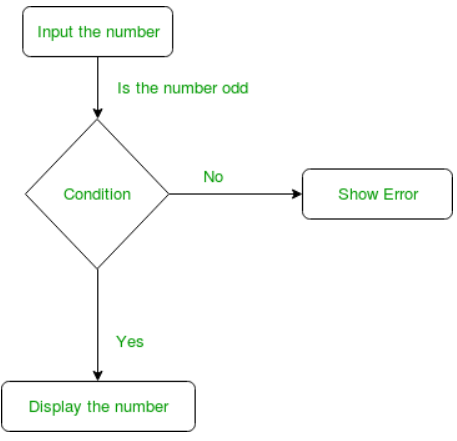 Input the number
Is the number odd
Condition
No
Show Error
Yes
Display the number